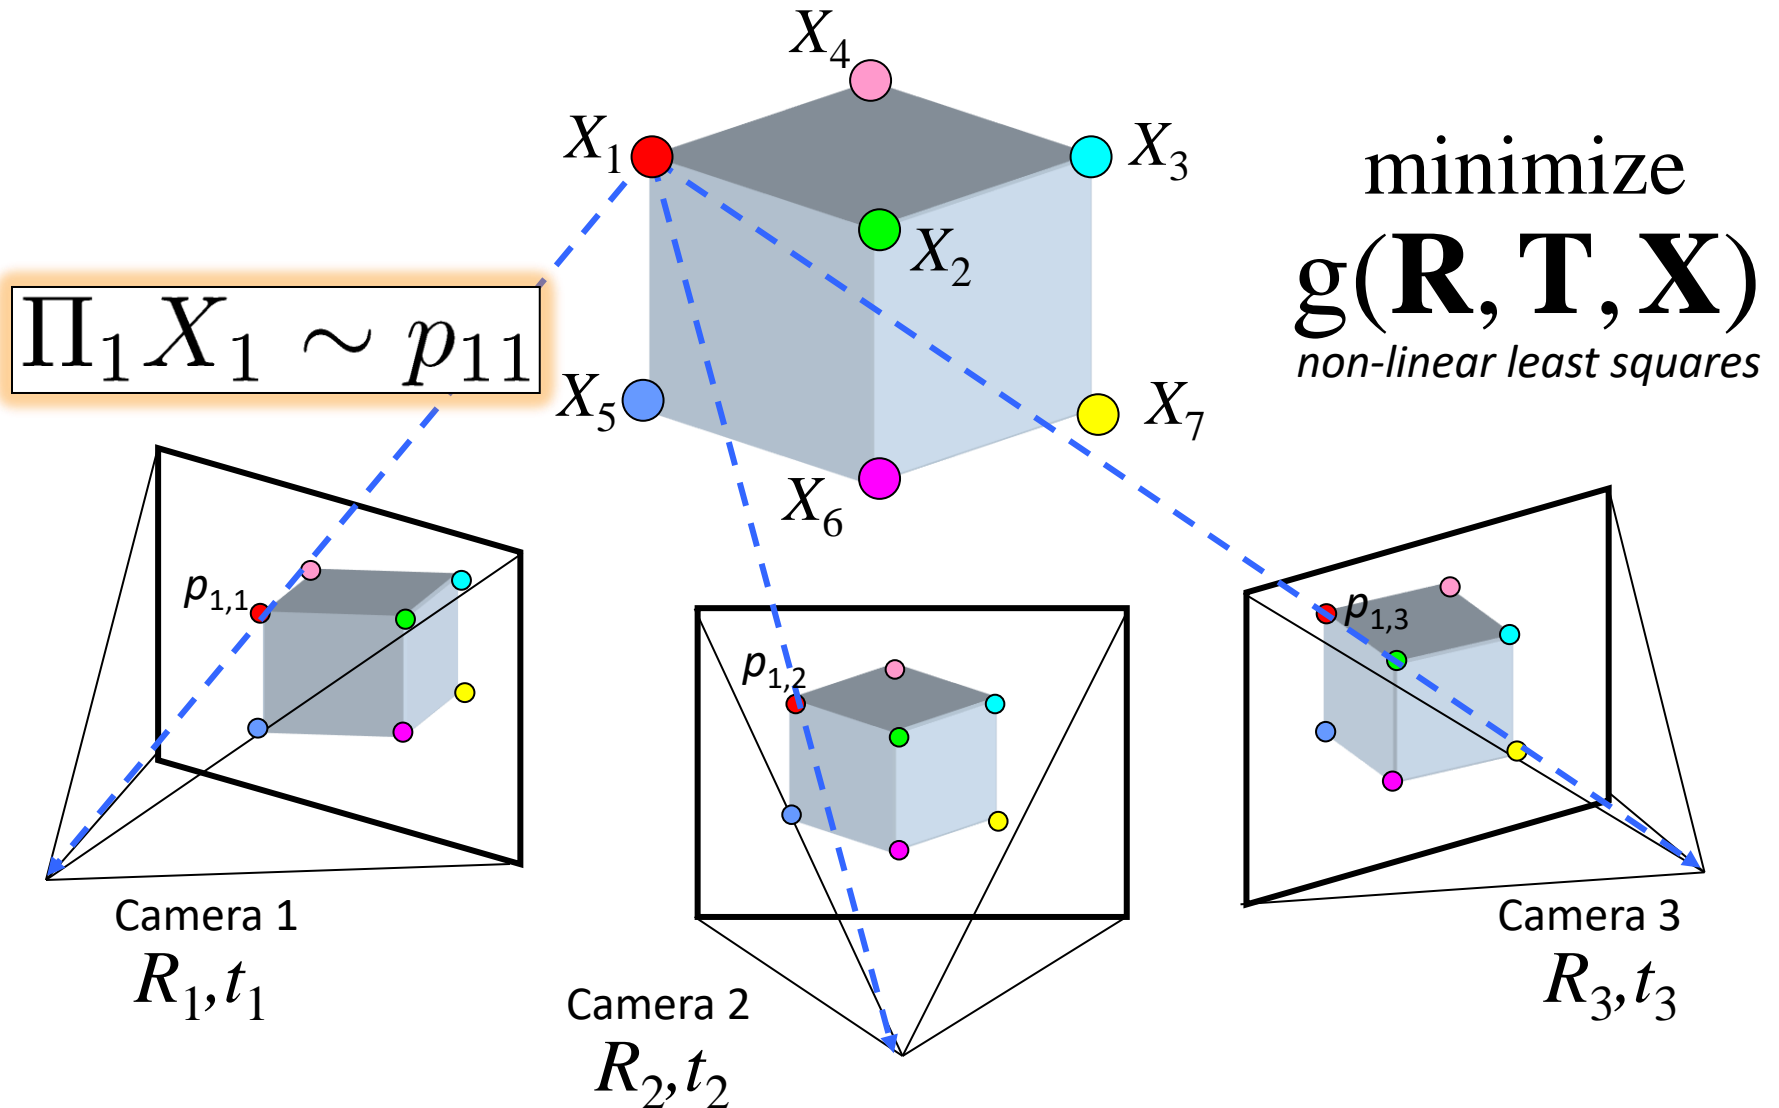 X₄
X₁
X₃
X₂
minimize
g(R, T, X)
non-linear least squares
Π₁X₁ ~ p₁₁
X₅
X₇
X₆
p₁,₁
p₁,₂
p₁,₃
Camera 1
R₁,t₁
Camera 2
R₂,t₂
Camera 3
R₃,t₃